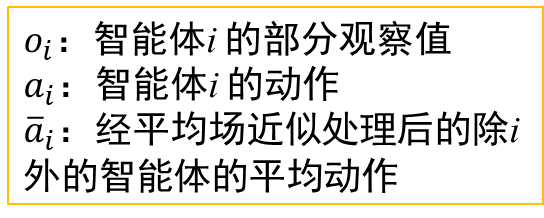 oᵢ：智能体i 的部分观察值
aᵢ：智能体i 的动作
āᵢ：经平均场近似处理后的除i
外的智能体的平均动作